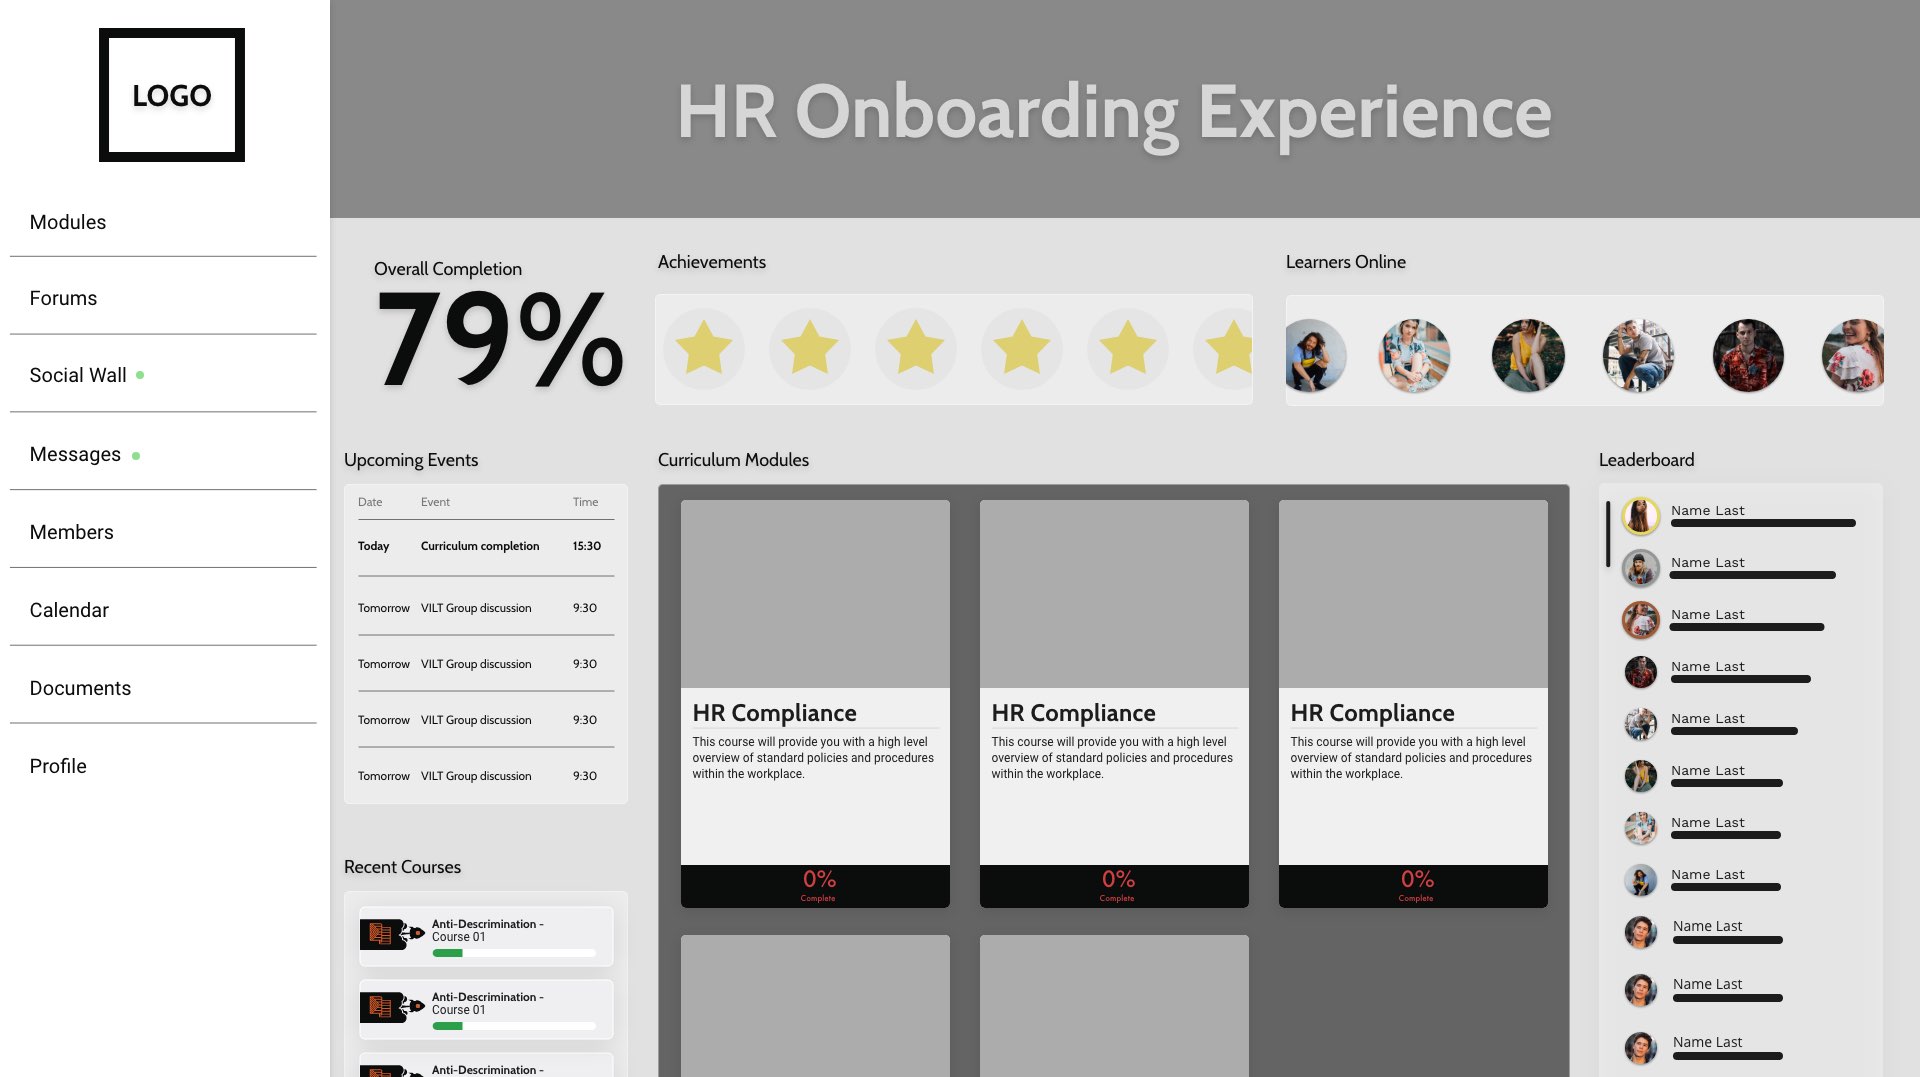 LOGO
Modules
Forums
Social Wall
Messages
Members
Calendar
Documents
Profile
HR Onboarding Experience
Overall Completion
79%
Achievements
Learners Online
Upcoming Events
Date Event Time
Today Curriculum completion 15:30
Tomorrow VILT Group discussion 9:30
Tomorrow VILT Group discussion 9:30
Tomorrow VILT Group discussion 9:30
Tomorrow VILT Group discussion 9:30
Recent Courses
Anti-Descrimination -
Course 01
Anti-Descrimination -
Course 01
Anti-Descrimination -
Curriculum Modules
HR Compliance
This course will provide you with a high level
overview of standard policies and procedures
within the workplace.
0%
Complete
HR Compliance
This course will provide you with a high level
overview of standard policies and procedures
within the workplace.
0%
Complete
HR Compliance
This course will provide you with a high level
overview of standard policies and procedures
within the workplace.
0%
Complete
Leaderboard
Name Last
Name Last
Name Last
Name Last
Name Last
Name Last
Name Last
Name Last
Name Last
Name Last
Name Last